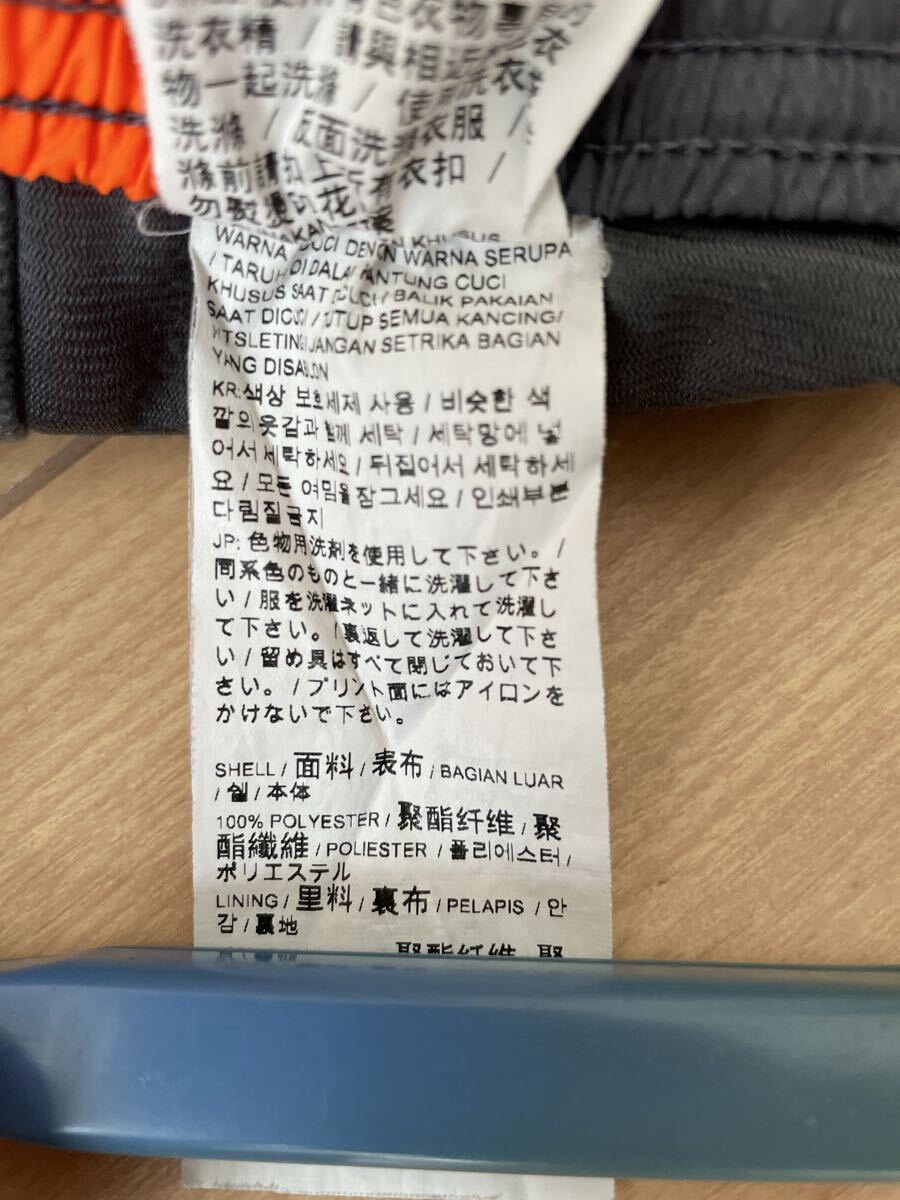 洗衣精 / 請與相近
物一起洗滌 /
洗滌 / 反面洗 衣服 /
滌前請扣上所有 衣扣 /
勿熨燙印花
KHUSUS
WARNA CUCI DENGN WARNA SERUPA
/ TARUH DI DALA KANTUNG CUCI
KHUSUS SAAT DICUCI / BALIK PAKAIAN
SAAT DICUCI / TUTUP SEMUA KANCING/
RITSLETING/JANGAN SETRIKA BAGIAN
YANG DISABLON
KR: 색상 보호세제 사용 / 비슷한 색
깔의 옷감과 함께 세탁 / 세탁망에 넣
어서 세탁하세요 / 뒤집어서 세탁하세
요 / 모든 여밈을 잠그세요 / 인쇄부분
다림질금지
JP: 色物用洗剤を使用して下さい。 /
同系色のものと一緒に洗濯して下さ
い / 服を洗濯ネットに入れて洗濯し
て下さい。 / 裏返して洗濯して下さ
い / 留め具はすべて閉じておいて下
さい。 / プリント面にはアイロンを
かけないで下さい。
SHELL / 面料 / 表布 / BAGIAN LUAR
/ 쉘 / 本体
100% POLYESTER / 聚酯纤维 / 聚
酯纖維 / POLIESTER / 폴리에스터 /
ポリエステル
LINING / 里料 / 裏布 / PELAPIS / 안
감 / 裏地
聚酯纤维 / 聚